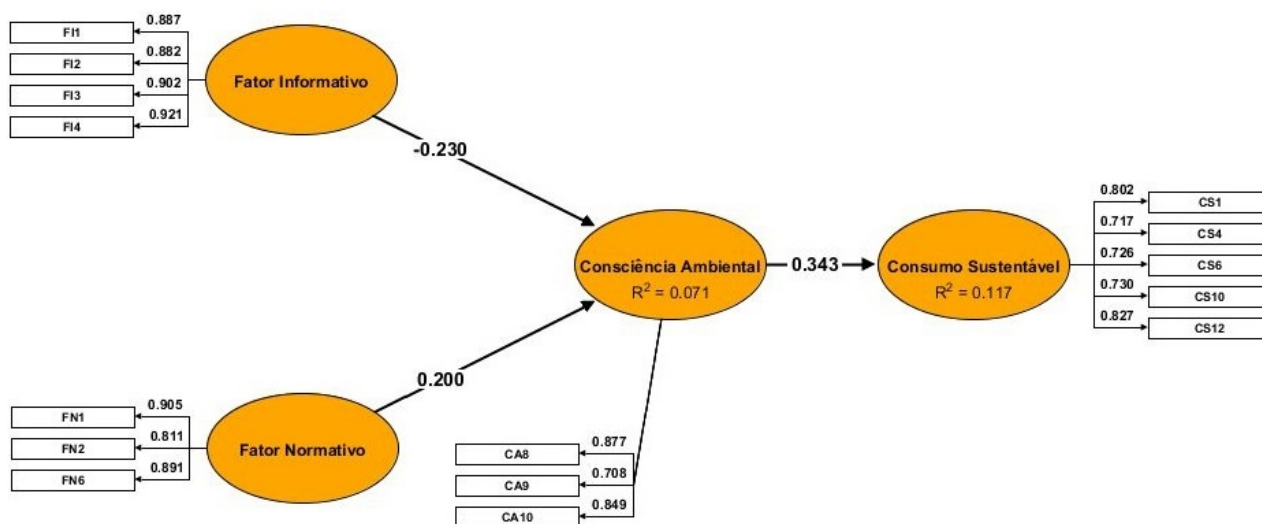 FI1
0.887
FI2
0.882
FI3
0.902
FI4
0.921
Fator Informativo
-0.230
Consciência Ambiental
R² = 0.071
0.343
Consumo Sustentável
R² = 0.117
0.802
CS1
0.717
CS4
0.726
CS6
0.730
CS10
0.827
CS12
0.200
FN1
0.905
FN2
0.811
FN6
0.891
Fator Normativo
CA8
0.877
CA9
0.708
CA10
0.849